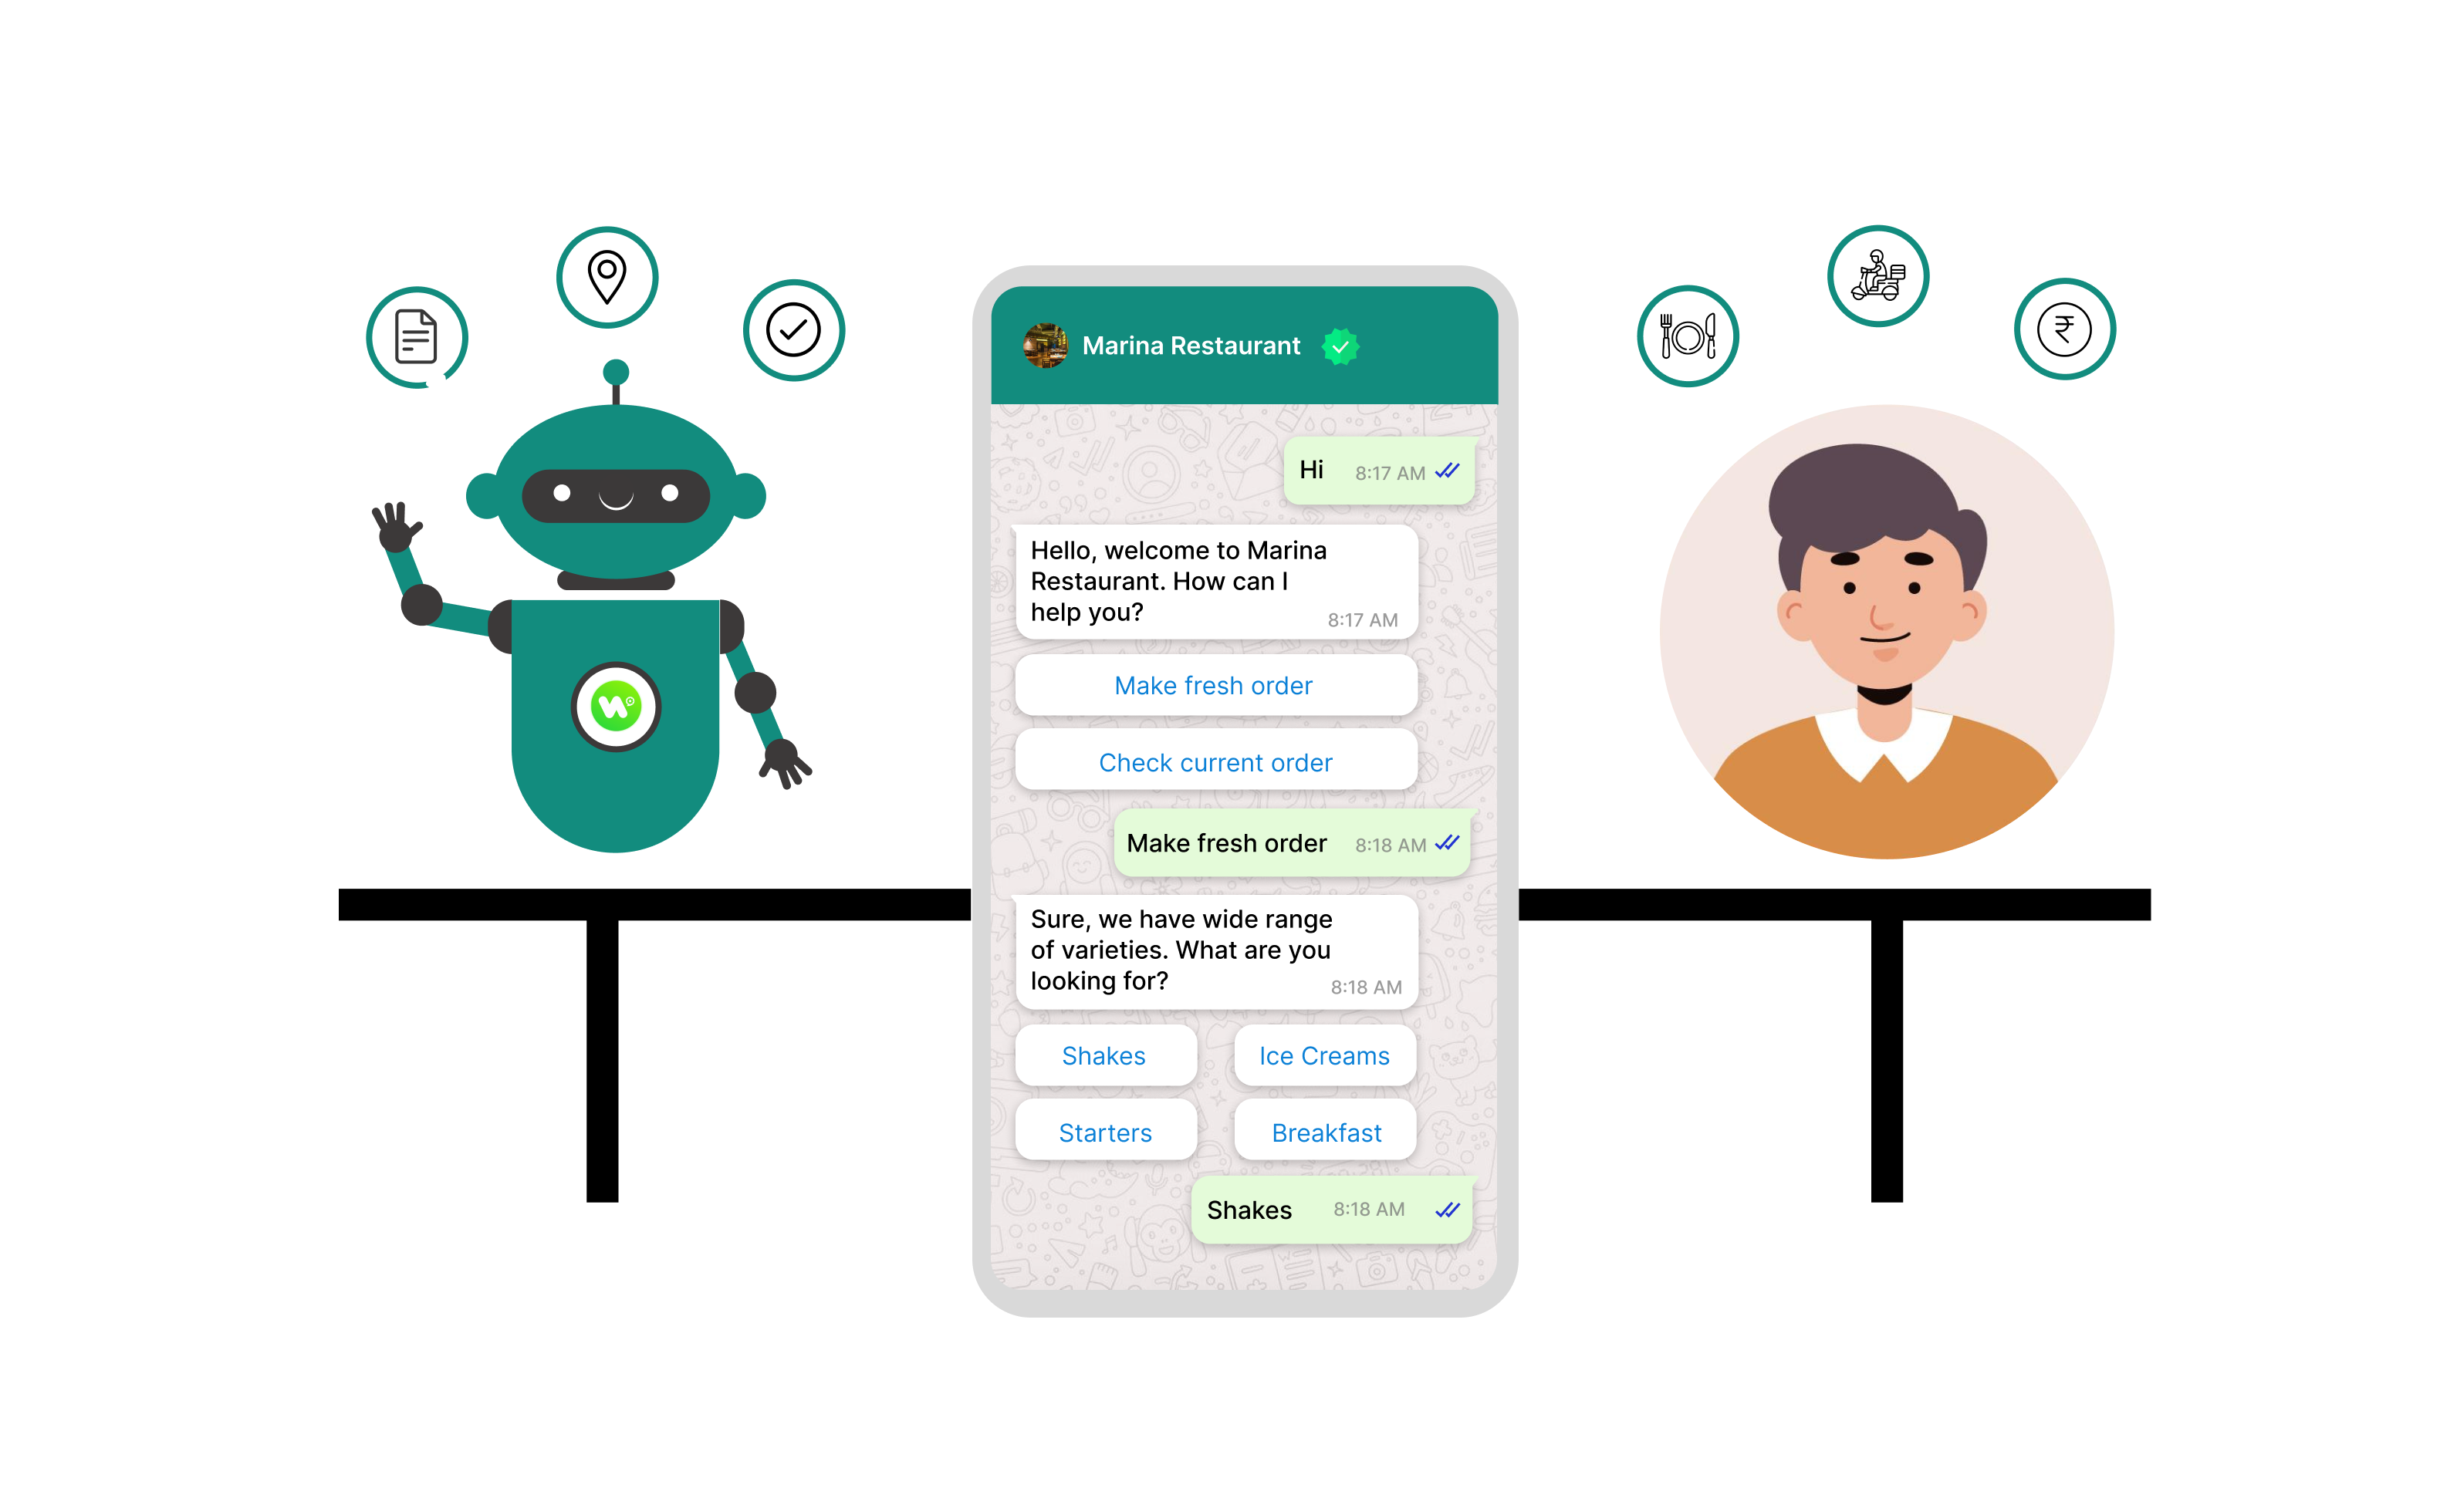 Marina Restaurant
Hi 8:17 AM
Hello, welcome to Marina
Restaurant. How can I
help you?
8:17 AM
Make fresh order
Check current order
Make fresh order 8:18 AM
Sure, we have wide range
of varieties. What are you
looking for?
8:18 AM
Shakes
Ice Creams
Starters
Breakfast
Shakes 8:18 AM
₹